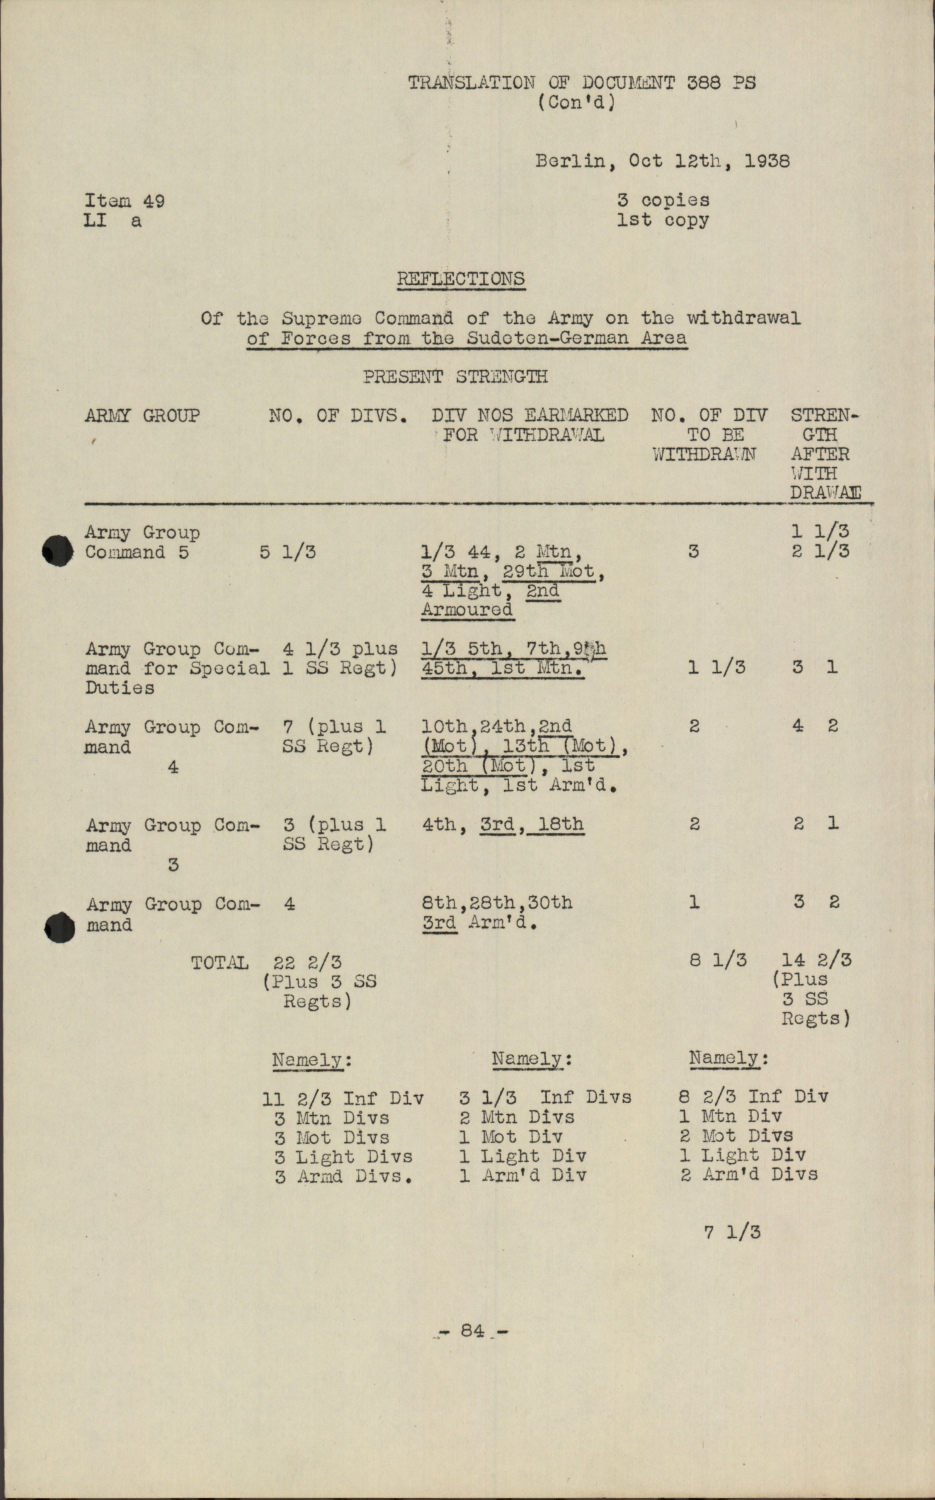 TRANSLATION OF DOCUMENT 388 PS
(Con'd)
Berlin, Oct 12th, 1938
Item 49 3 copies
LI a 1st copy
REFLECTIONS
Of the Supreme Command of the Army on the withdrawal
of Forces from the Sudeten-German Area
PRESENT STRENGTH
ARMY GROUP NO. OF DIVS. DIV NOS EARMARKED NO. OF DIV STREN-
FOR WITHDRAWAL TO BE GTH
WITHDRAWN AFTER
WITH
DRAWAL
Army Group 1 1/3
Command 5 5 1/3 1/3 44, 2 Mtn, 3 2 1/3
3 Mtn, 29th Mot,
4 Light, 2nd
Armoured
Army Group Com- 4 1/3 plus 1/3 5th, 7th, 9th
mand for Special 1 SS Regt) 45th, 1st Mtn. 1 1/3 3 1
Duties
Army Group Com- 7 (plus 1 10th,24th,2nd 2 4 2
mand SS Regt) (Mot), 13th (Mot),
4 20th (Mot), 1st
Light, 1st Arm'd.
Army Group Com- 3 (plus 1 4th, 3rd, 18th 2 2 1
mand SS Regt)
3
Army Group Com- 4 8th,28th,30th 1 3 2
mand 3rd Arm'd.
TOTAL 22 2/3 8 1/3 14 2/3
(Plus 3 SS (Plus
Regts) 3 SS
Regts)
Namely: Namely: Namely:
11 2/3 Inf Div 3 1/3 Inf Divs 8 2/3 Inf Div
3 Mtn Divs 2 Mtn Divs 1 Mtn Div
3 Mot Divs 1 Mot Div 2 Mot Divs
3 Light Divs 1 Light Div 1 Light Div
3 Armd Divs. 1 Arm'd Div 2 Arm'd Divs
7 1/3
- 84 -